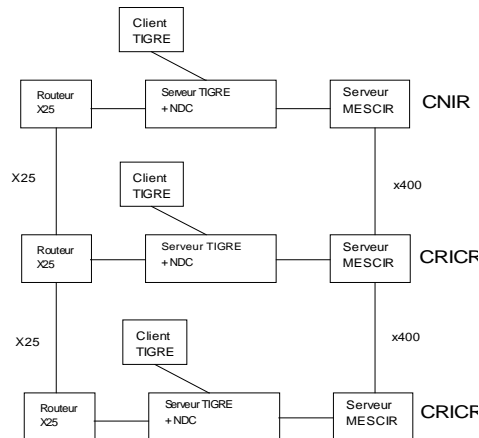 Client
TIGRE
Routeur
X25
Serveur TIGRE
+ NDC
Serveur
MESCIR
CNIR
X25
x400
Client
TIGRE
Routeur
X25
Serveur TIGRE
+ NDC
Serveur
MESCIR
CRICR
X25
x400
Client
TIGRE
Routeur
X25
Serveur TIGRE
+ NDC
Serveur
MESCIR
CRICR